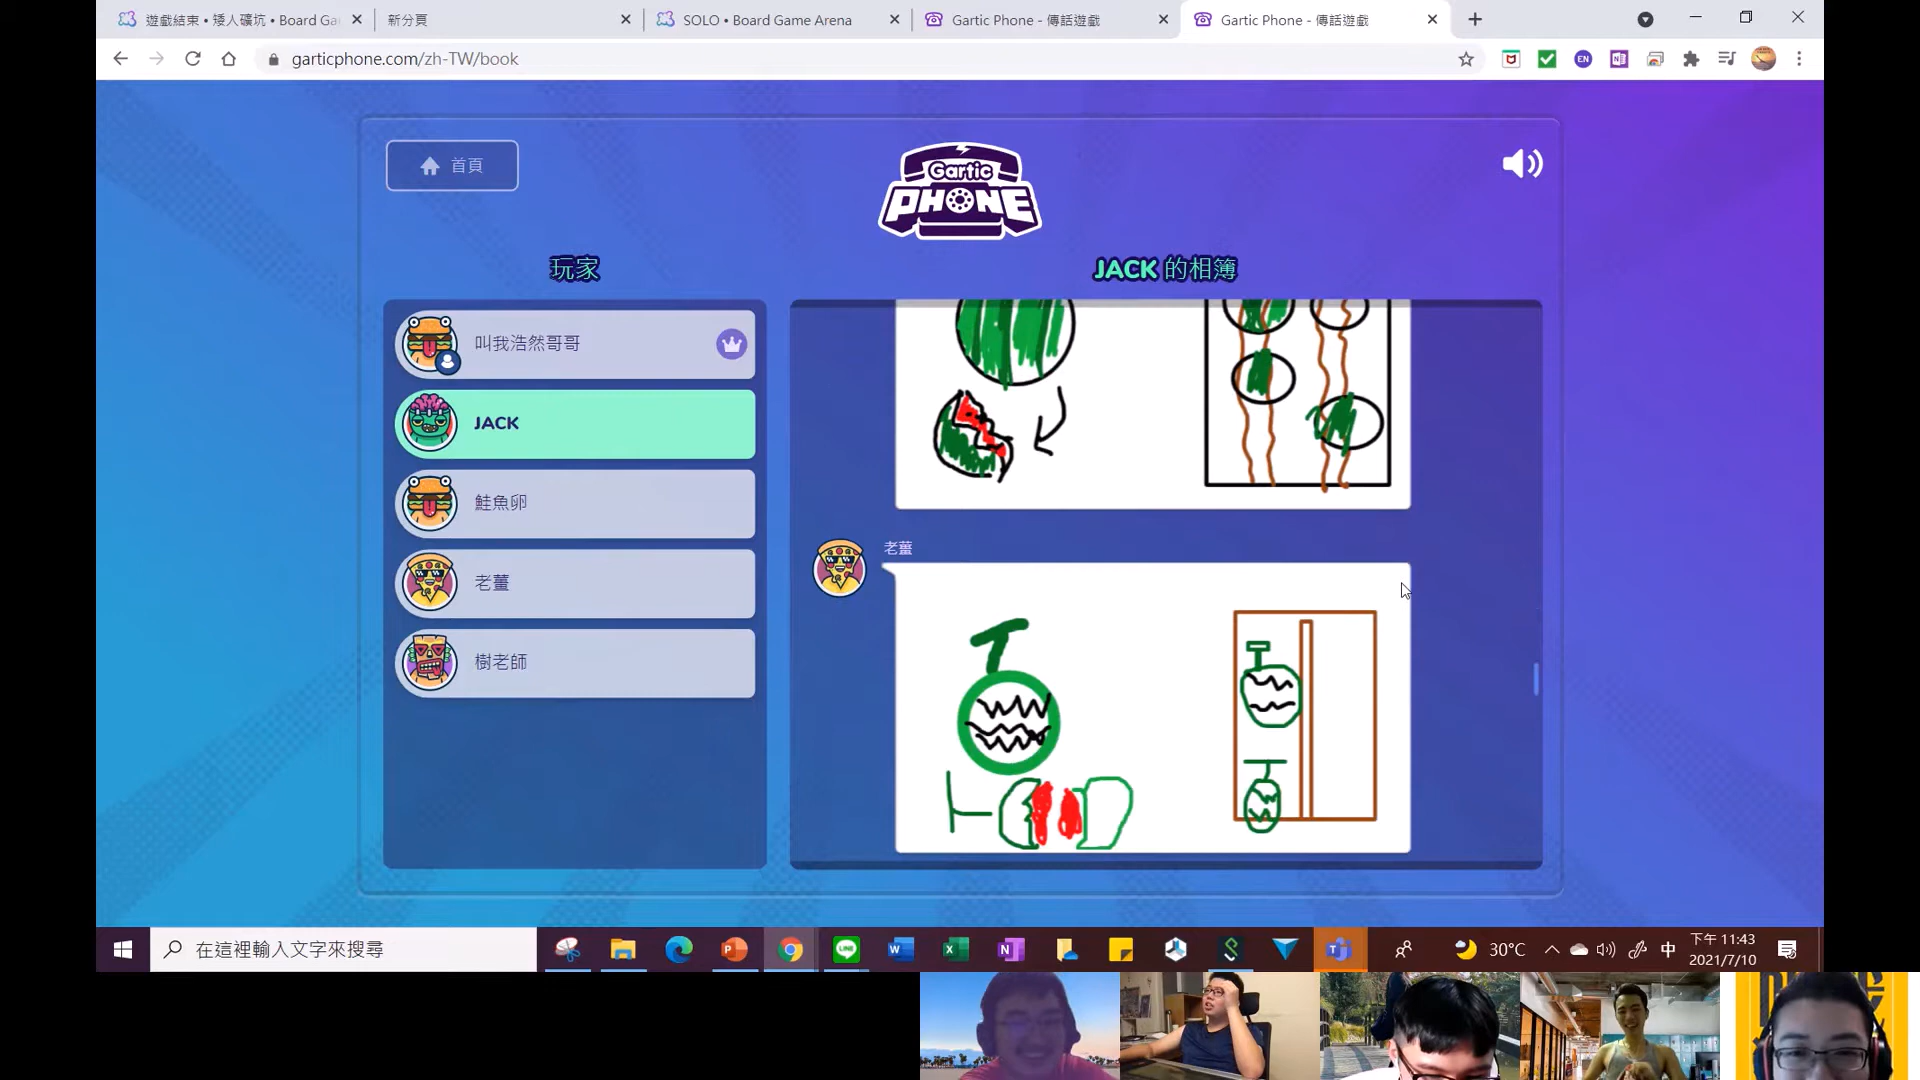 遊戲結束 • 矮人礦坑 • Board Ga
新分頁
SOLO • Board Game Arena
Gartic Phone - 傳話遊戲
Gartic Phone - 傳話遊戲
garticphone.com/zh-TW/book
EN
首頁
Gartic
PHONE
玩家
JACK 的相簿
叫我浩然哥哥
JACK
鮭魚卵
老薑
樹老師
老薑
在這裡輸入文字來搜尋
30°C
中
下午 11:43
2021/7/10